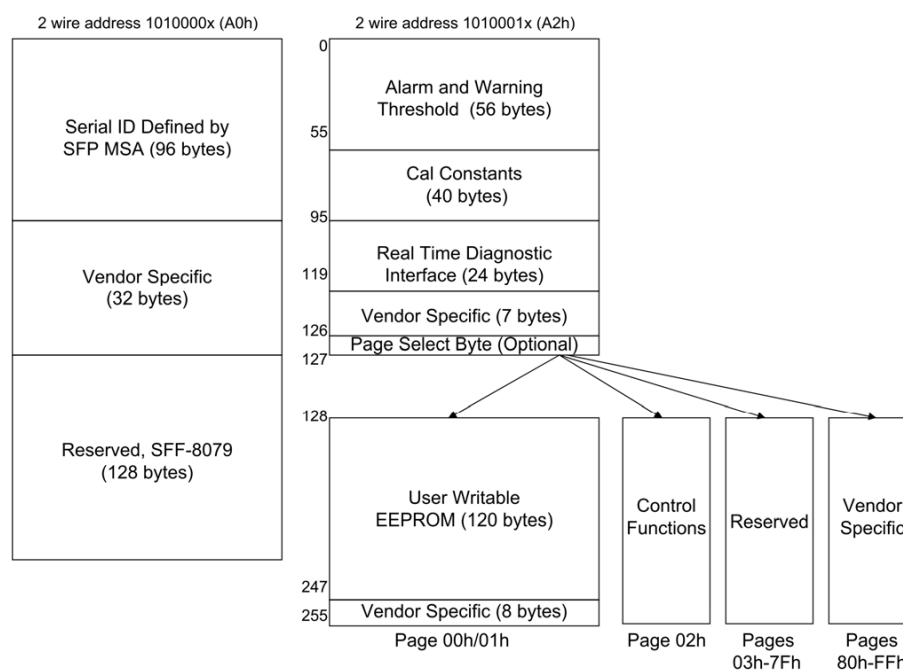 2 wire address 1010000x (A0h)
Serial ID Defined by
SFP MSA (96 bytes)
Vendor Specific
(32 bytes)
Reserved, SFF-8079
(128 bytes)
2 wire address 1010001x (A2h)
0
Alarm and Warning
Threshold (56 bytes)
55
Cal Constants
(40 bytes)
95
Real Time Diagnostic
Interface (24 bytes)
119
Vendor Specific (7 bytes)
126
Page Select Byte (Optional)
127
128
User Writable
EEPROM (120 bytes)
247
Vendor Specific (8 bytes)
255
Page 00h/01h
Control
Functions
Page 02h
Reserved
Pages
03h-7Fh
Vendor
Specific
Pages
80h-FFh